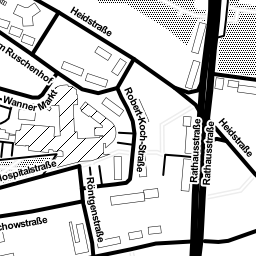 Heidstraße
m Ruschenhof
Wanner Markt
Robert-Koch-Straße
Heidstraße
Rathausstraße
Rathausstraße
Hospitalstraße
Röntgenstraße
chowstraße